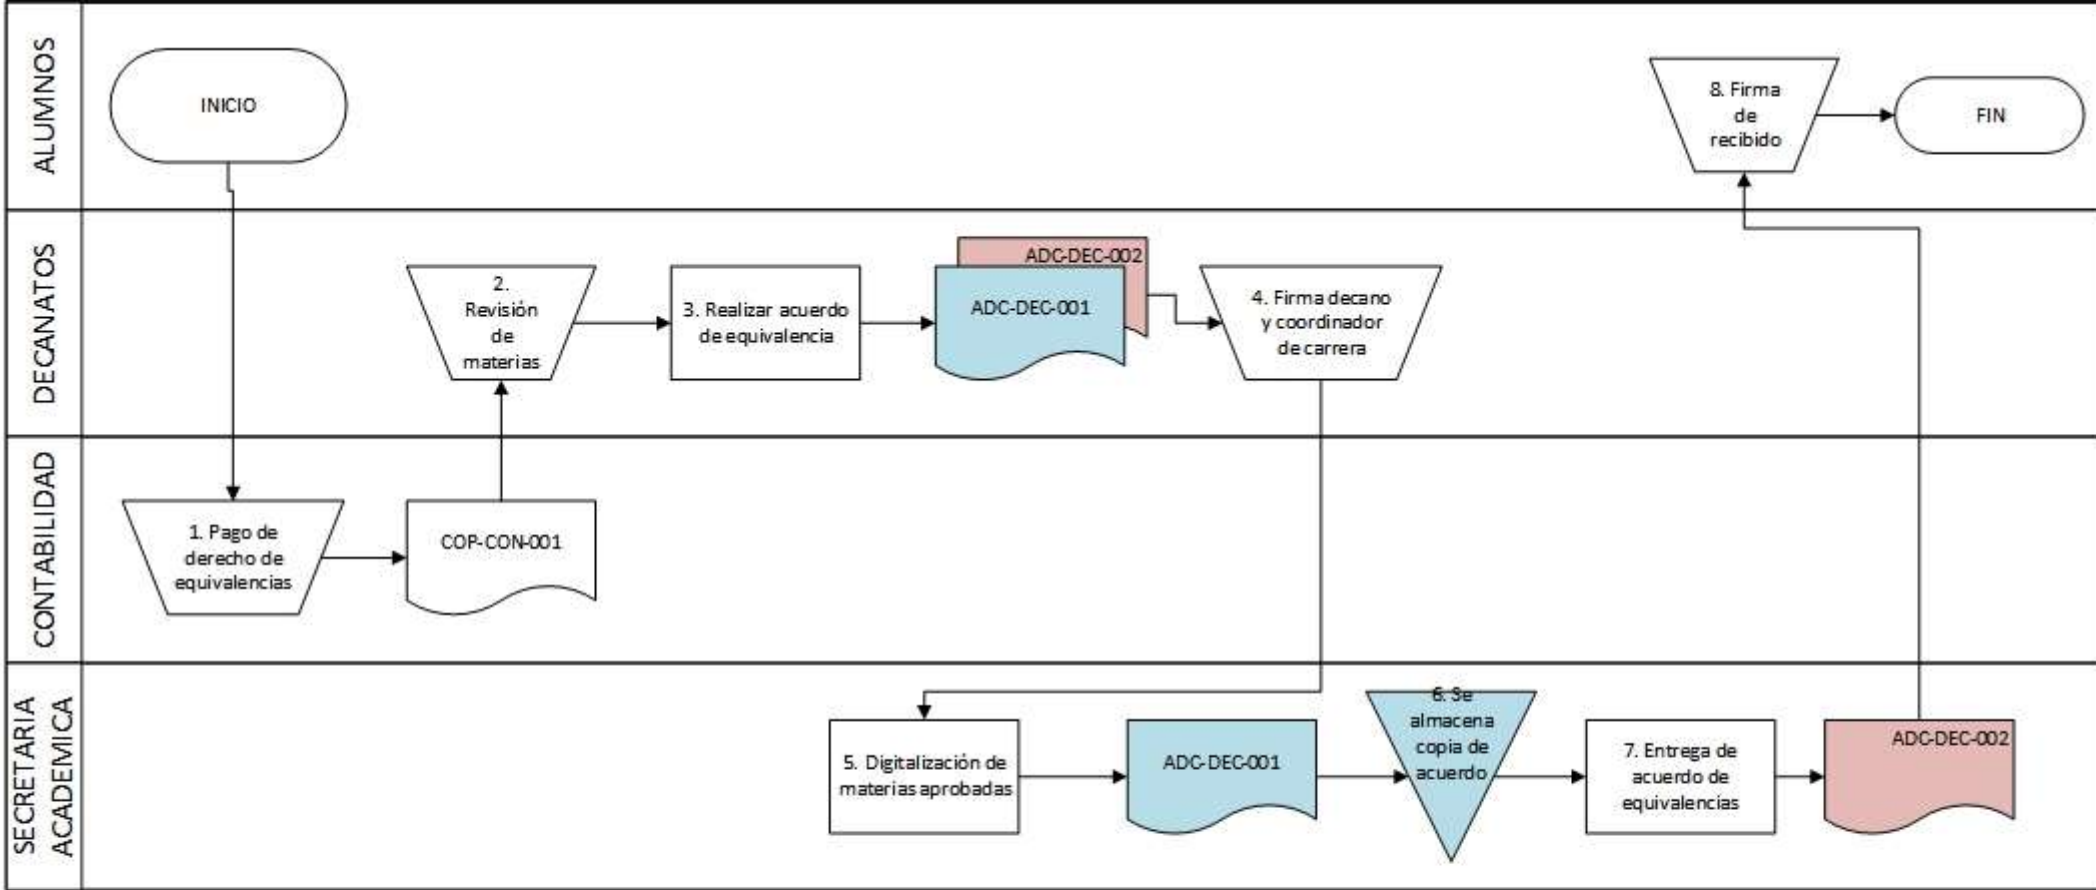 ALUMNOS
INICIO
8. Firma
de
recibido
FIN
DECANATOS
2.
Revisión
de
materias
3. Realizar acuerdo
de equivalencia
ADC-DEC-002
ADC-DEC-001
4. Firma decano
y coordinador
de carrera
CONTABILIDAD
1. Pago de
derecho de
equivalencias
COP-CON-001
SECRETARIA
ACADEMICA
5. Digitalización de
materias aprobadas
ADC-DEC-001
6. Se
almacena
copia de
acuerdo
7. Entrega de
acuerdo de
equivalencias
ADC-DEC-002